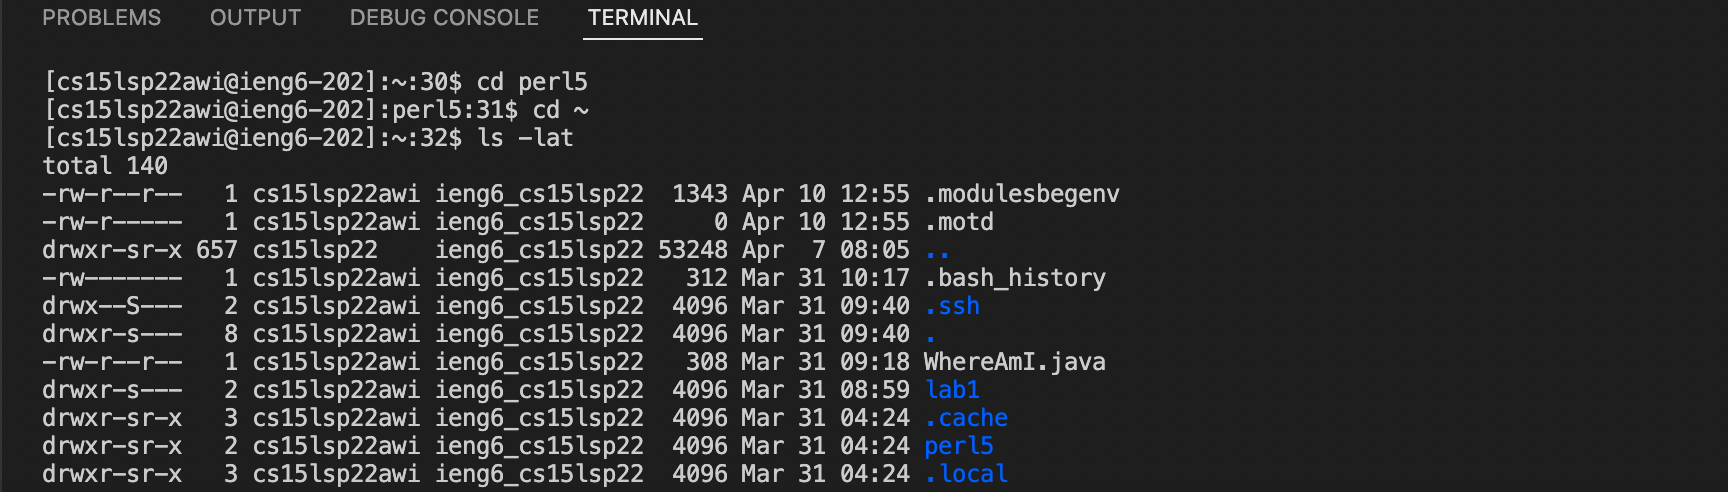 PROBLEMS OUTPUT DEBUG CONSOLE TERMINAL
[cs15lsp22awi@ieng6-202]:~:30$ cd perl5
[cs15lsp22awi@ieng6-202]:perl5:31$ cd ~
[cs15lsp22awi@ieng6-202]:~:32$ ls -lat
total 140
-rw-r--r--   1 cs15lsp22awi ieng6_cs15lsp22  1343 Apr 10 12:55 .modulesbegenv
-rw-r-----   1 cs15lsp22awi ieng6_cs15lsp22     0 Apr 10 12:55 .motd
drwxr-sr-x 657 cs15lsp22    ieng6_cs15lsp22 53248 Apr  7 08:05 ..
-rw-------   1 cs15lsp22awi ieng6_cs15lsp22   312 Mar 31 10:17 .bash_history
drwx--S---   2 cs15lsp22awi ieng6_cs15lsp22  4096 Mar 31 09:40 .ssh
drwxr-s---   8 cs15lsp22awi ieng6_cs15lsp22  4096 Mar 31 09:40 .
-rw-r--r--   1 cs15lsp22awi ieng6_cs15lsp22   308 Mar 31 09:18 WhereAmI.java
drwxr-s---   2 cs15lsp22awi ieng6_cs15lsp22  4096 Mar 31 08:59 lab1
drwxr-sr-x   3 cs15lsp22awi ieng6_cs15lsp22  4096 Mar 31 04:24 .cache
drwxr-sr-x   2 cs15lsp22awi ieng6_cs15lsp22  4096 Mar 31 04:24 perl5
drwxr-sr-x   3 cs15lsp22awi ieng6_cs15lsp22  4096 Mar 31 04:24 .local